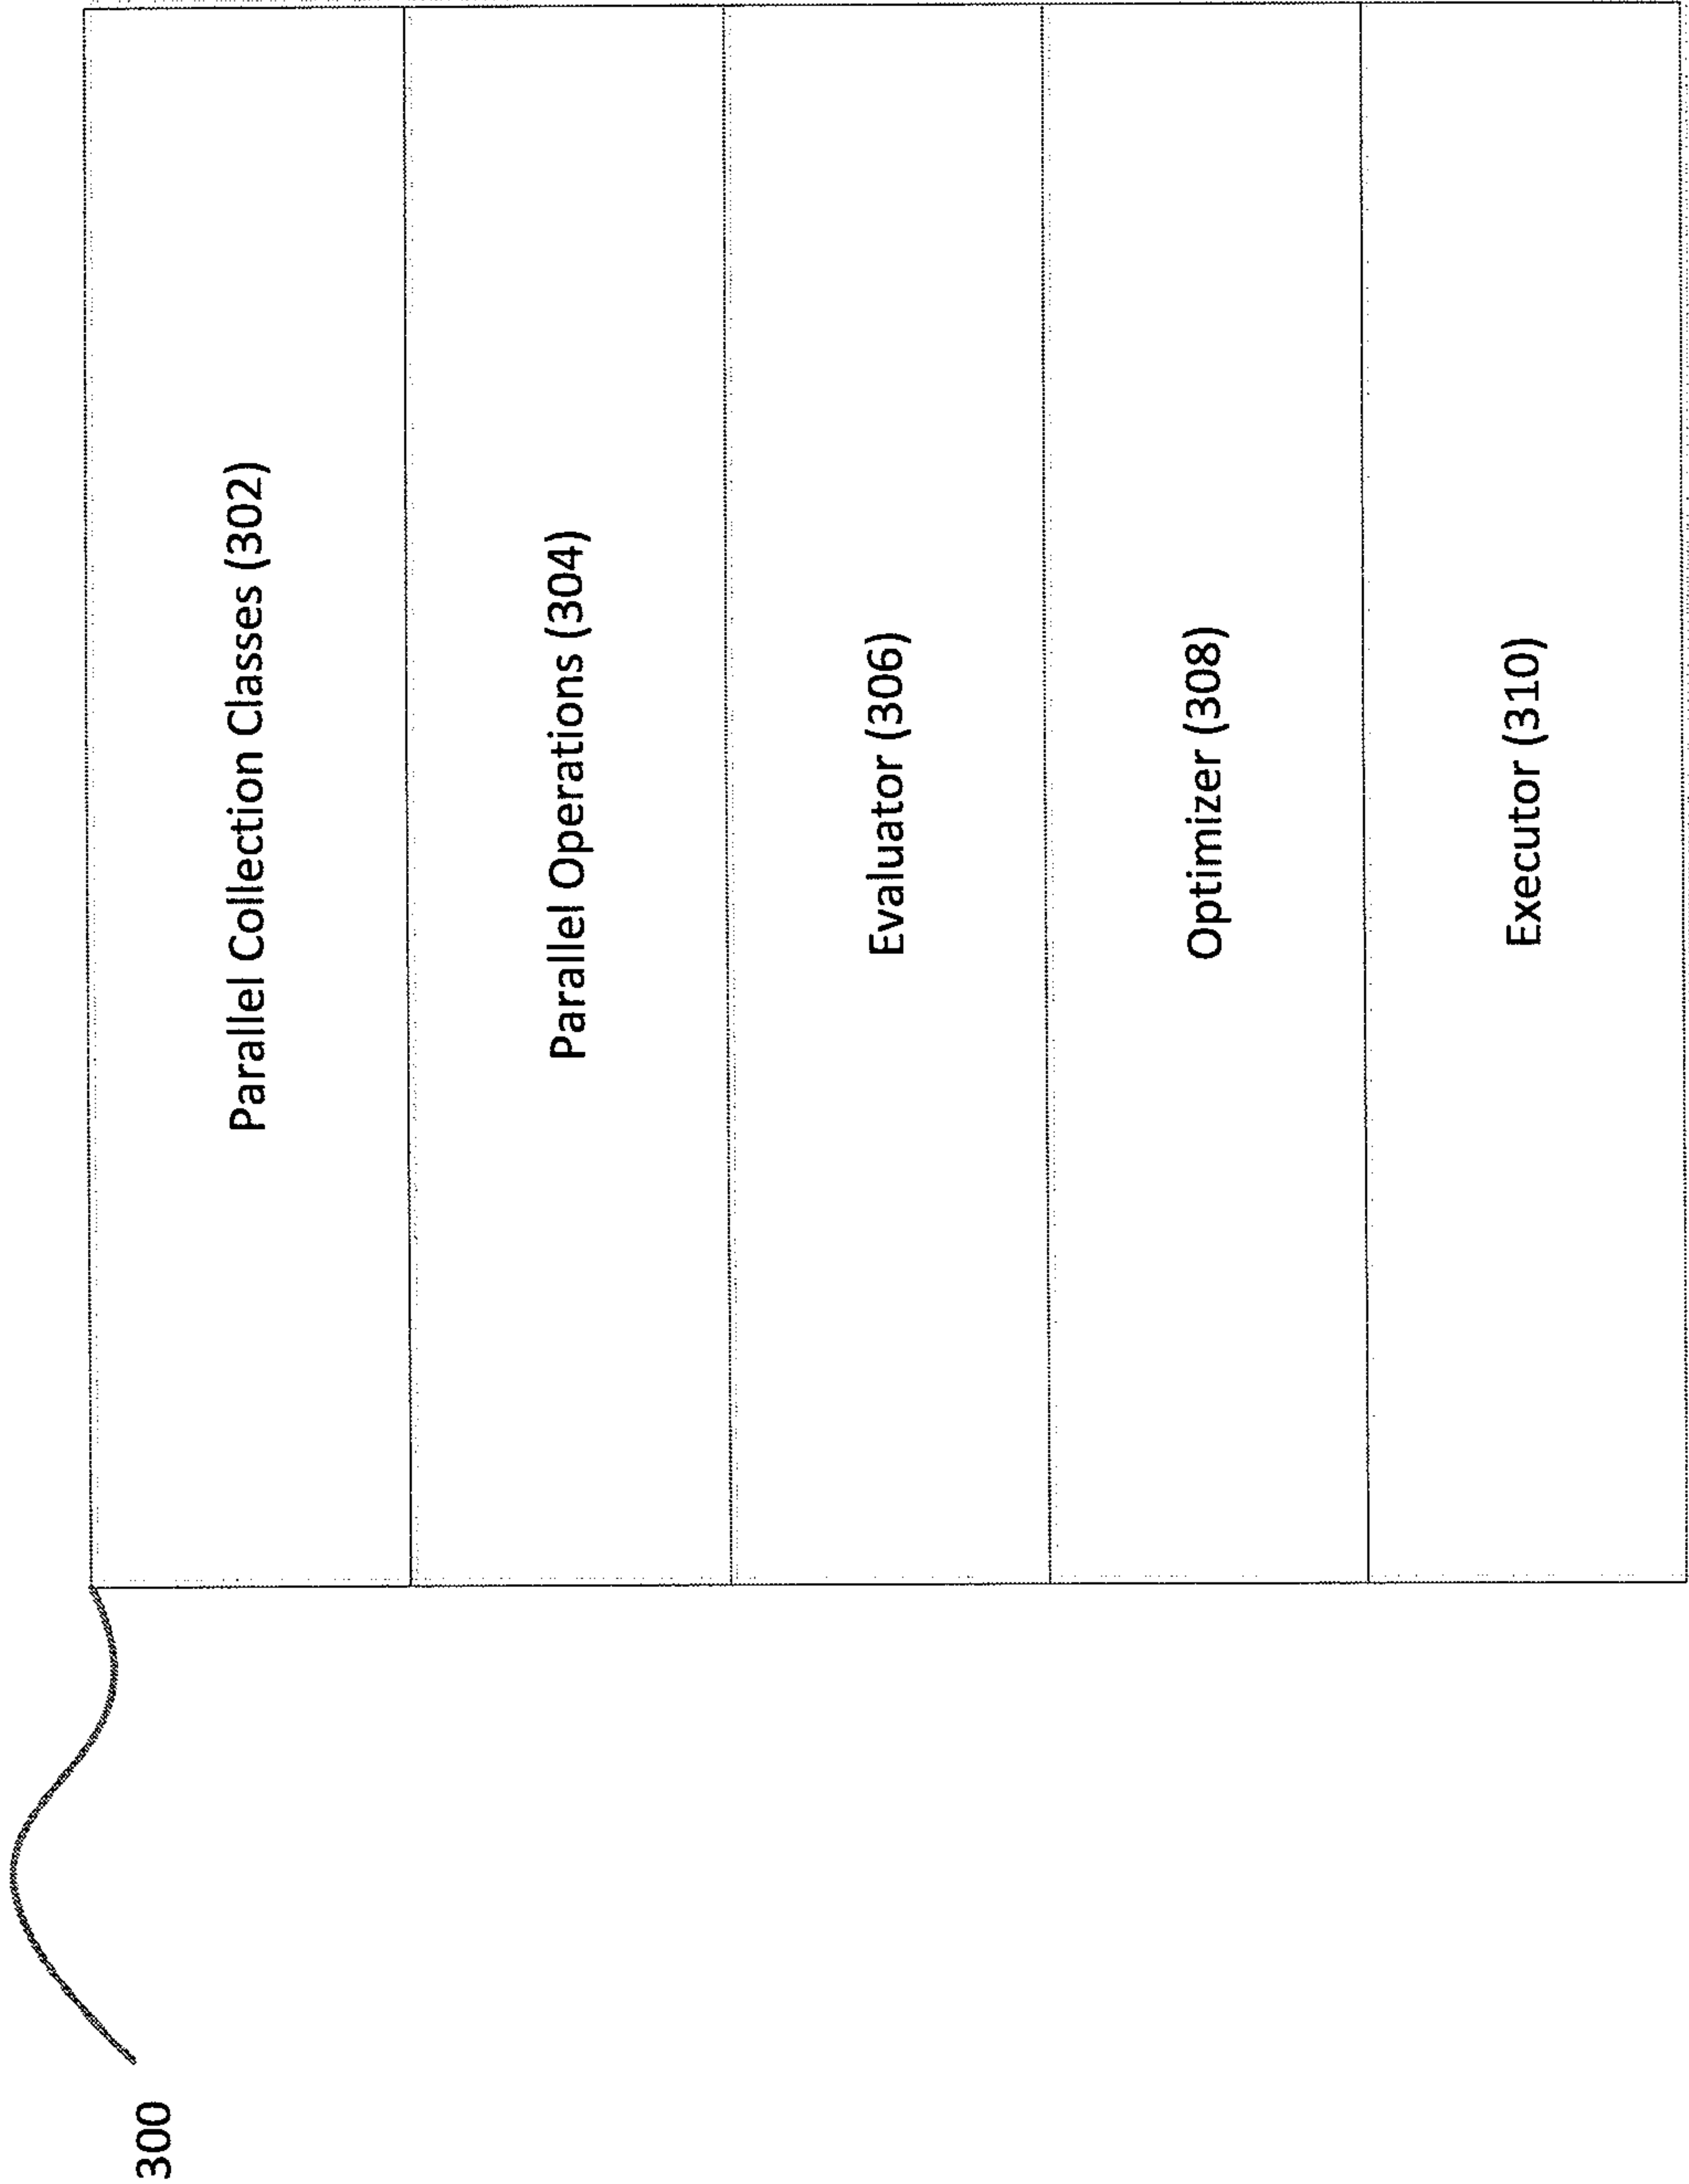 300
Parallel Collection Classes (302)
Parallel Operations (304)
Evaluator (306)
Optimizer (308)
Executor (310)